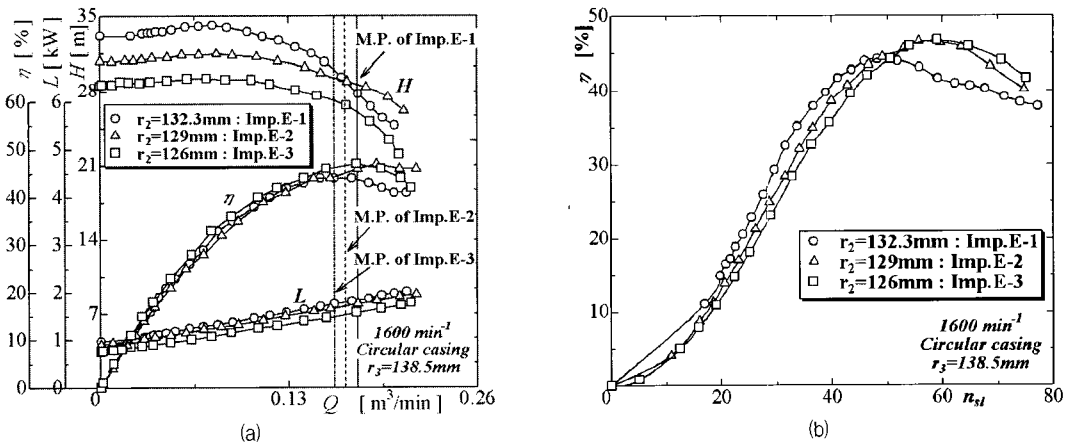 (a)
η [%]
L [kW]
H [m]
35
28
21
14
7
0
60
50
40
30
20
10
0
6
5
4
3
2
1
0
r₂=132.3mm : Imp.E-1
r₂=129mm : Imp.E-2
r₂=126mm : Imp.E-3
M.P. of Imp.E-1
H
η
M.P. of Imp.E-2
M.P. of Imp.E-3
L
1600 min⁻¹
Circular casing
r₃=138.5mm
0
0.13
0.26
Q [m³/min]
(a)
(b)
η [%]
50
40
30
20
10
0
r₂=132.3mm : Imp.E-1
r₂=129mm : Imp.E-2
r₂=126mm : Imp.E-3
1600 min⁻¹
Circular casing
r₃=138.5mm
0
20
40
60
80
nₛₗ
(b)